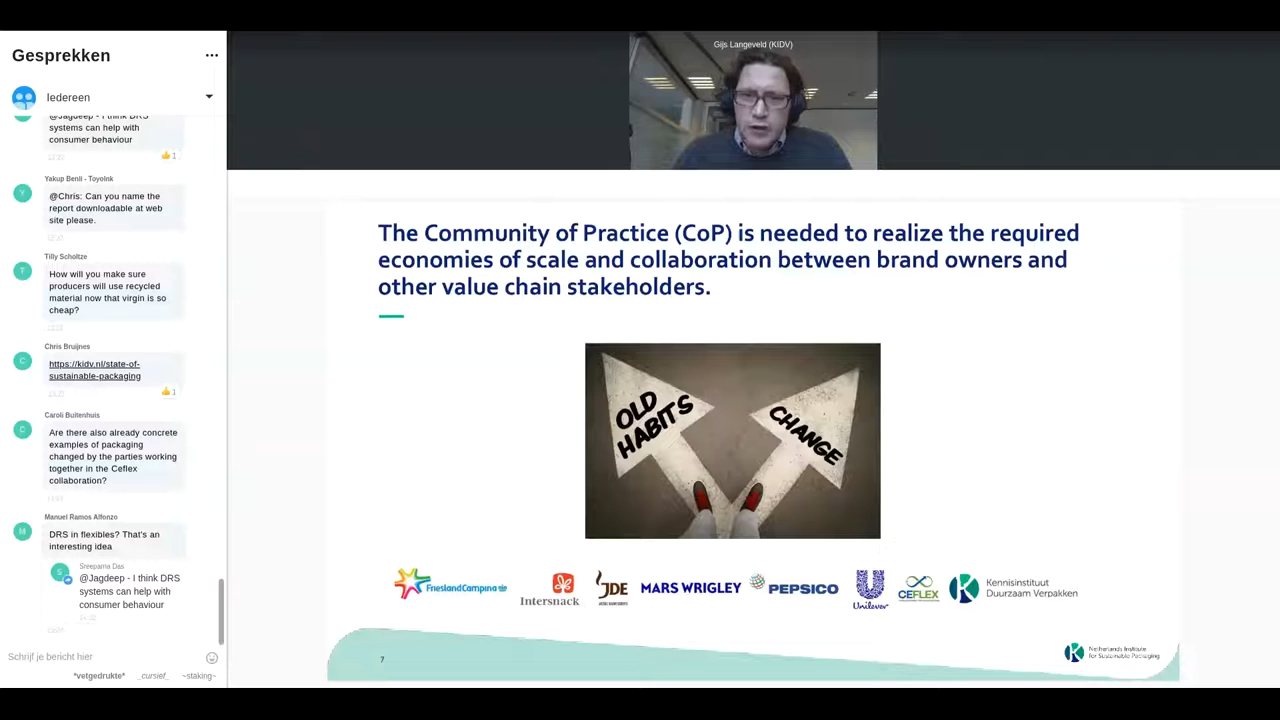 Gesprekken
Iedereen
@Jagdeep - I think DRS
systems can help with
consumer behaviour
1
Yakup Benli - ToyoInk
@Chris: Can you name the
report downloadable at web
site please.
Tilly Scholtze
How will you make sure
producers will use recycled
material now that virgin is so
cheap?
Chris Bruijnes
https://kidv.nl/state-of-
sustainable-packaging
1
Caroli Buitenhuis
Are there also already concrete
examples of packaging
changed by the parties working
together in the Ceflex
collaboration?
Manuel Ramos Alfonzo
DRS in flexibles? That's an
interesting idea
Sreeparna Das
@Jagdeep - I think DRS
systems can help with
consumer behaviour
Schrijf je bericht hier
*vetgedrukte* _cursief_ ~staking~
Gijs Langeveld (KIDV)
The Community of Practice (CoP) is needed to realize the required
economies of scale and collaboration between brand owners and
other value chain stakeholders.
OLD
HABITS
CHANGE
FrieslandCampina
Intersnack
JDE
MARS WRIGLEY
PEPSICO
Unilever
CEFLEX
Kennisinstituut
Duurzaam Verpakken
7
Netherlands Institute
for Sustainable Packaging